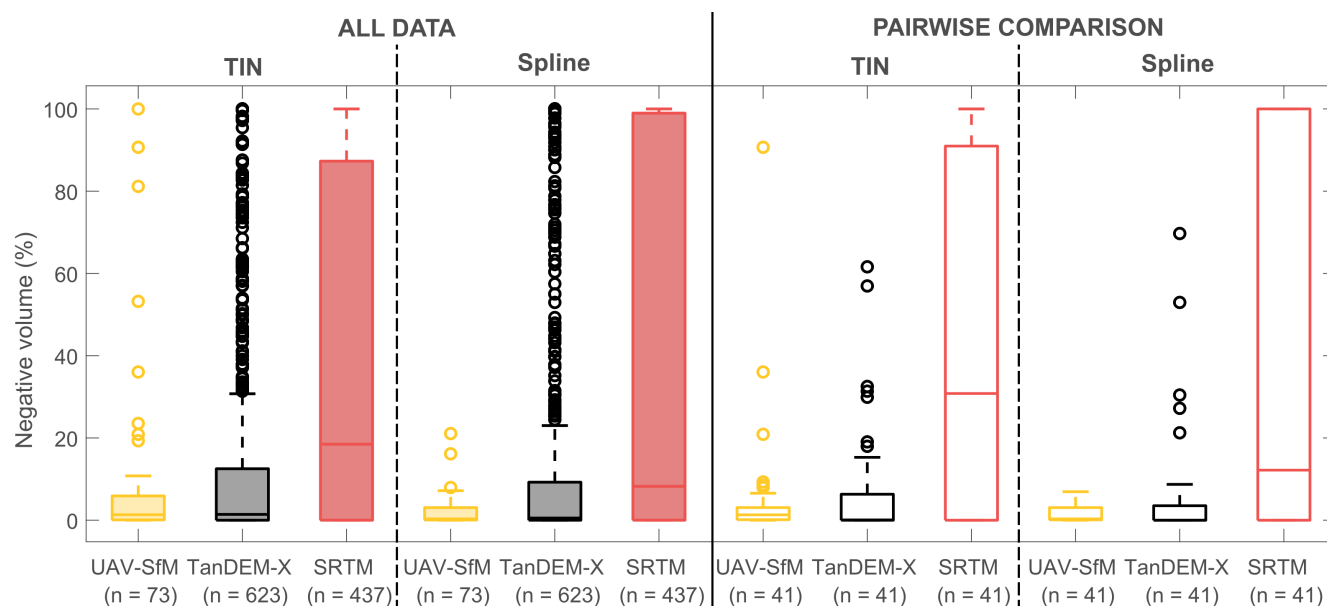 ALL DATA PAIRWISE COMPARISON
TIN Spline TIN Spline
Negative volume (%)
100
80
60
40
20
0
UAV-SfM TanDEM-X SRTM UAV-SfM TanDEM-X SRTM UAV-SfM TanDEM-X SRTM UAV-SfM TanDEM-X SRTM
(n = 73) (n = 623) (n = 437) (n = 73) (n = 623) (n = 437) (n = 41) (n = 41) (n = 41) (n = 41) (n = 41) (n = 41)